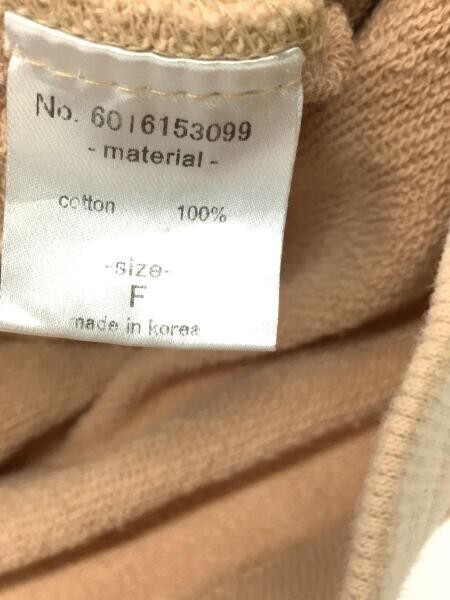 No. 6016153099
- material -
cotton 100%
-size-
F
made in korea